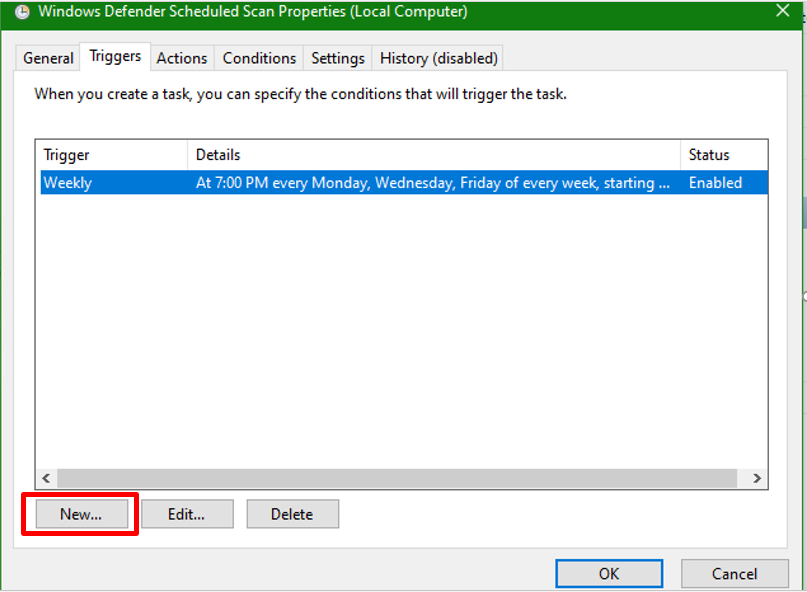 Windows Defender Scheduled Scan Properties (Local Computer)
General Triggers Actions Conditions Settings History (disabled)
When you create a task, you can specify the conditions that will trigger the task.
Trigger Details Status
Weekly At 7:00 PM every Monday, Wednesday, Friday of every week, starting ... Enabled
New... Edit... Delete
OK Cancel